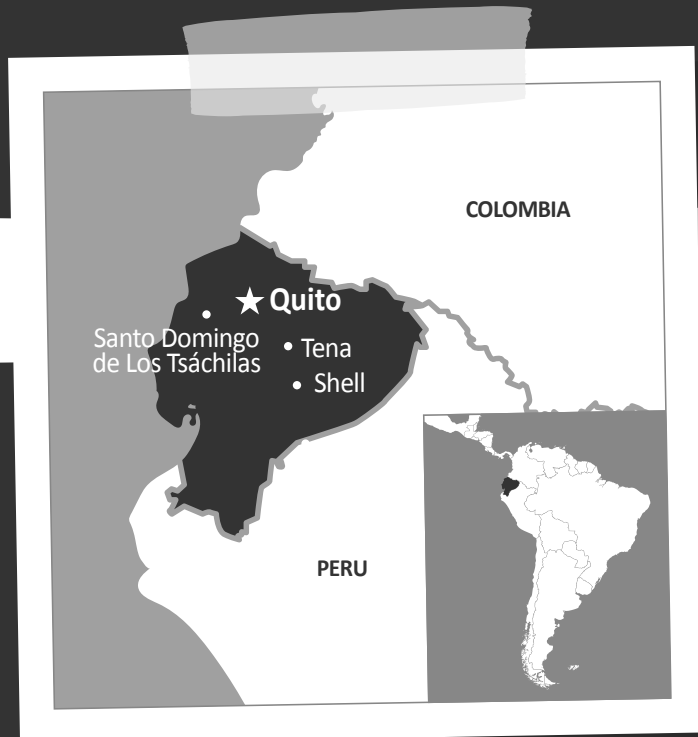 COLOMBIA
Quito
Santo Domingo
de Los Tsáchilas
Tena
Shell
PERU